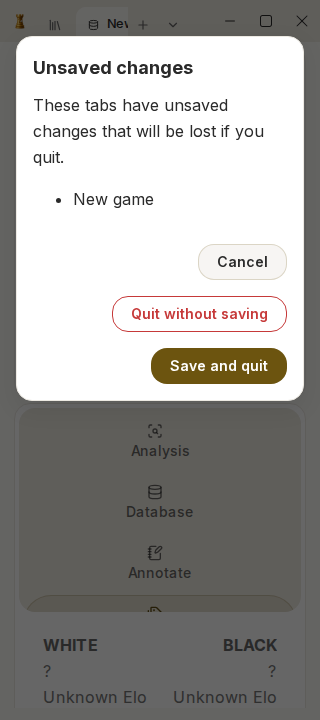 New
Unsaved changes
These tabs have unsaved
changes that will be lost if you
quit.
• New game
Cancel
Quit without saving
Save and quit
Analysis
Database
Annotate
WHITE BLACK
? ?
Unknown Elo Unknown Elo